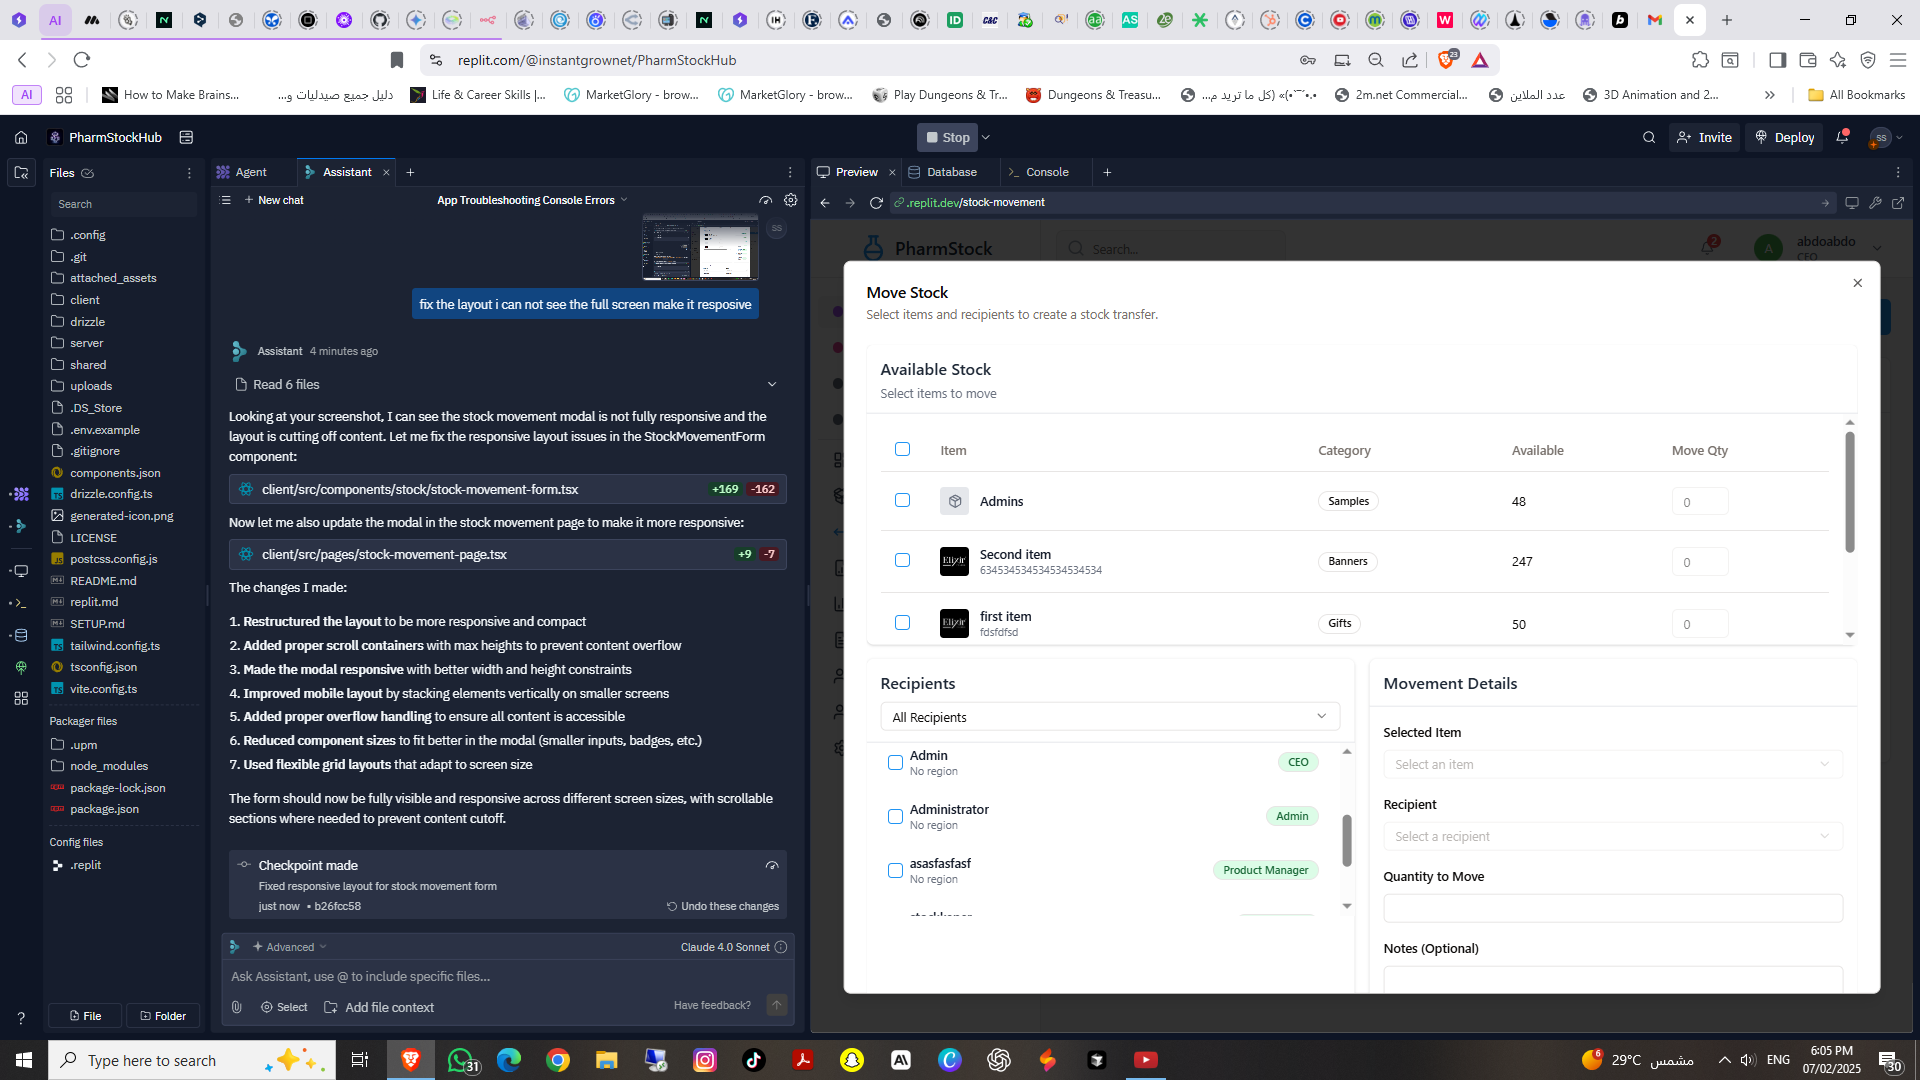 replit.com/@instantgrownet/PharmStockHub
23
AI
How to Make Brains...
دليل جميع صيدليات و...
Life & Career Skills |...
MarketGlory - brow...
MarketGlory - brow...
Play Dungeons & Tr...
Dungeons & Treasu...
2m.net Commercial...
عدد الملاين
3D Animation and 2...
All Bookmarks
PharmStockHub
Stop
Invite
Deploy
SS
Files
Search
.config
.git
attached_assets
client
drizzle
server
shared
uploads
.DS_Store
.env.example
.gitignore
components.json
drizzle.config.ts
generated-icon.png
LICENSE
postcss.config.js
README.md
replit.md
SETUP.md
tailwind.config.ts
tsconfig.json
vite.config.ts
Packager files
.upm
node_modules
package-lock.json
package.json
Config files
.replit
File
Folder
Agent
Assistant
New chat
App Troubleshooting Console Errors
SS
fix the layout i can not see the full screen make it resposive
Assistant 4 minutes ago
Read 6 files
Looking at your screenshot, I can see the stock movement modal is not fully responsive and the
layout is cutting off content. Let me fix the responsive layout issues in the StockMovementForm
component:
client/src/components/stock/stock-movement-form.tsx +169 -162
Now let me also update the modal in the stock movement page to make it more responsive:
client/src/pages/stock-movement-page.tsx +9 -7
The changes I made:
1. Restructured the layout to be more responsive and compact
2. Added proper scroll containers with max heights to prevent content overflow
3. Made the modal responsive with better width and height constraints
4. Improved mobile layout by stacking elements vertically on smaller screens
5. Added proper overflow handling to ensure all content is accessible
6. Reduced component sizes to fit better in the modal (smaller inputs, badges, etc.)
7. Used flexible grid layouts that adapt to screen size
The form should now be fully visible and responsive across different screen sizes, with scrollable
sections where needed to prevent content cutoff.
Checkpoint made
Fixed responsive layout for stock movement form
just now • b26fcc58
Undo these changes
Advanced
Claude 4.0 Sonnet
Ask Assistant, use @ to include specific files...
Select
Add file context
Have feedback?
Preview
Database
Console
.replit.dev/stock-movement
PharmStock
Search...
2
A
abdoabdo
CEO
Move Stock
Select items and recipients to create a stock transfer.
Available Stock
Select items to move
Item Category Available Move Qty
Admins Samples 48 0
Second item Banners 247 0
634534534534534534534
first item Gifts 50 0
fdsfdfsd
Recipients
All Recipients
Admin CEO
No region
Administrator Admin
No region
asasfasfasf Product Manager
No region
Movement Details
Selected Item
Select an item
Recipient
Select a recipient
Quantity to Move
Notes (Optional)
Type here to search
31
29°C مشمس
ENG
6:05 PM
07/02/2025
30